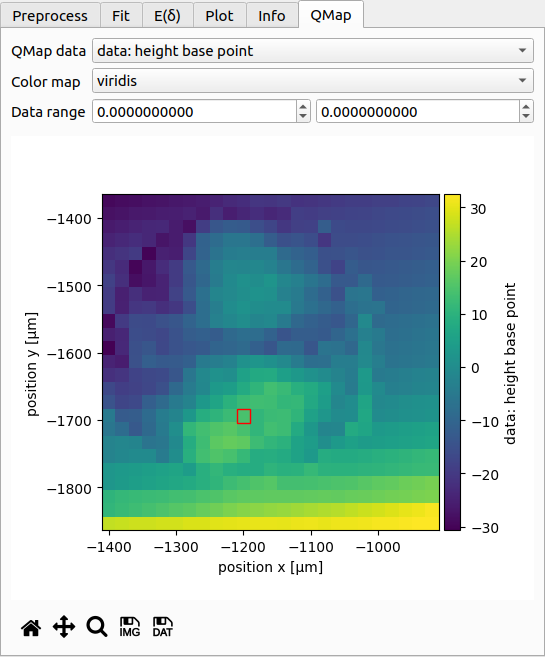 Preprocess Fit E(δ) Plot Info QMap
QMap data data: height base point
Color map viridis
Data range 0.0000000000 0.0000000000
−1400
−1500
−1600
−1700
−1800
position y [μm]
−1400 −1300 −1200 −1100 −1000
position x [μm]
30
20
10
0
−10
−20
−30
data: height base point
IMG DAT